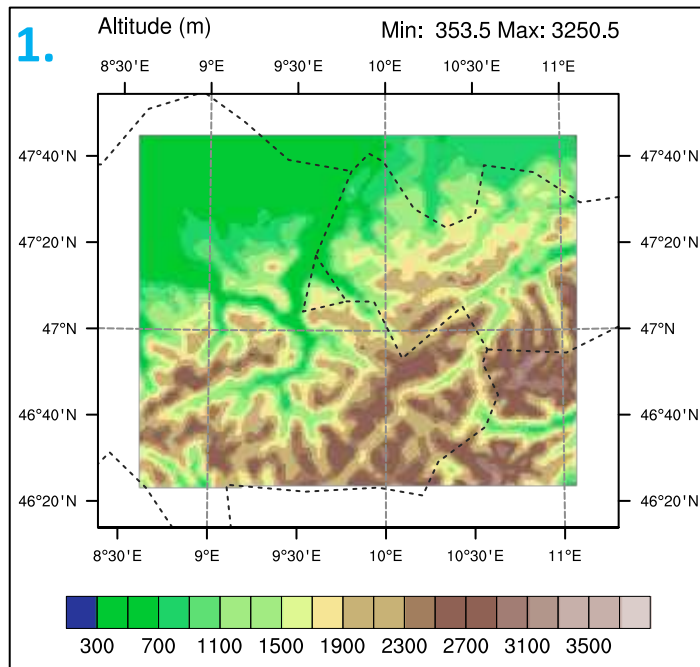 1.
Altitude (m) Min: 353.5 Max: 3250.5
8°30'E 9°E 9°30'E 10°E 10°30'E 11°E
47°40'N 47°40'N
47°20'N 47°20'N
47°N 47°N
46°40'N 46°40'N
46°20'N 46°20'N
8°30'E 9°E 9°30'E 10°E 10°30'E 11°E
300 700 1100 1500 1900 2300 2700 3100 3500